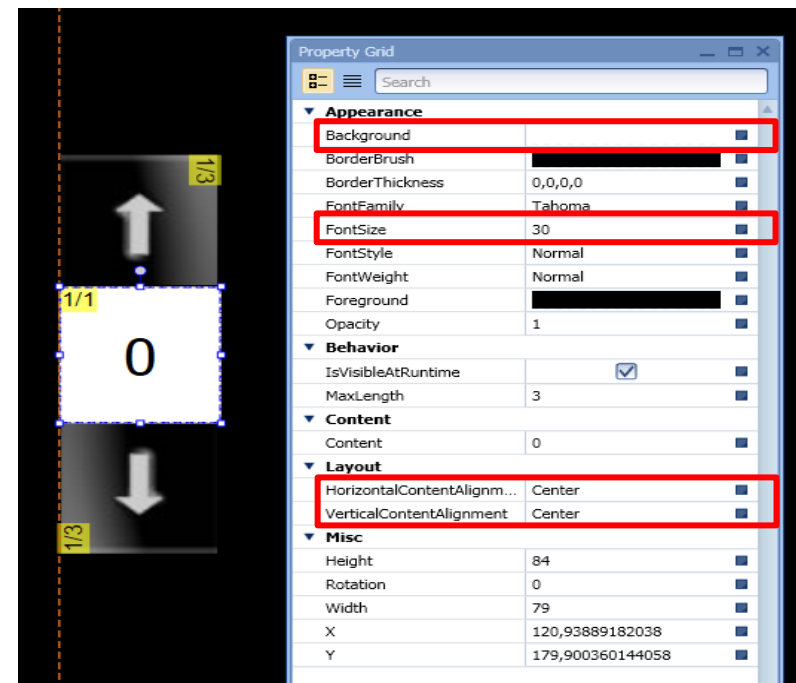 1/3
1/1
0
1/3
Property Grid
Search
Appearance
Background
BorderBrush
BorderThickness 0,0,0,0
FontFamily Tahoma
FontSize 30
FontStyle Normal
FontWeight Normal
Foreground
Opacity 1
Behavior
IsVisibleAtRuntime
MaxLength 3
Content
Content 0
Layout
HorizontalContentAlignm... Center
VerticalContentAlignment Center
Misc
Height 84
Rotation 0
Width 79
X 120,93889182038
Y 179,900360144058